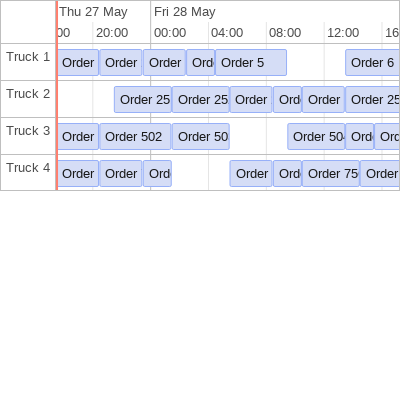 Thu 27 May Fri 28 May
00 20:00 00:00 04:00 08:00 12:00 16
Truck 1 Order Order Order Ord Order 5 Order 6
Truck 2 Order 25 Order 25 Order Ord Order Order 25
Truck 3 Order Order 502 Order 50 Order 504 Ord Ord
Truck 4 Order Order Ord Order Ord Order 75 Order